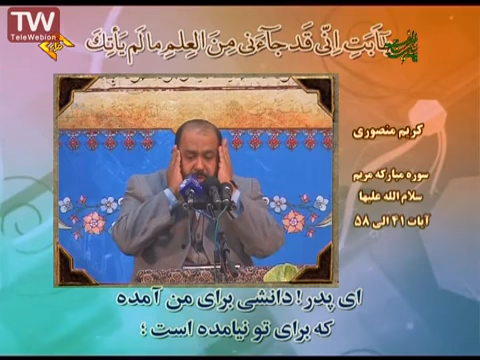 TW
TeleWebion
يَٰٓأَبَتِ إِنِّي قَدْ جَآءَنِي مِنَ الْعِلْمِ مَا لَمْ يَأْتِكَ
کریم منصوری
سوره مبارکه مریم
سلام الله علیها
آیات ۴۱ الی ۵۸
ای پدر! دانشی برای من آمده
که برای تو نیامده است ؛